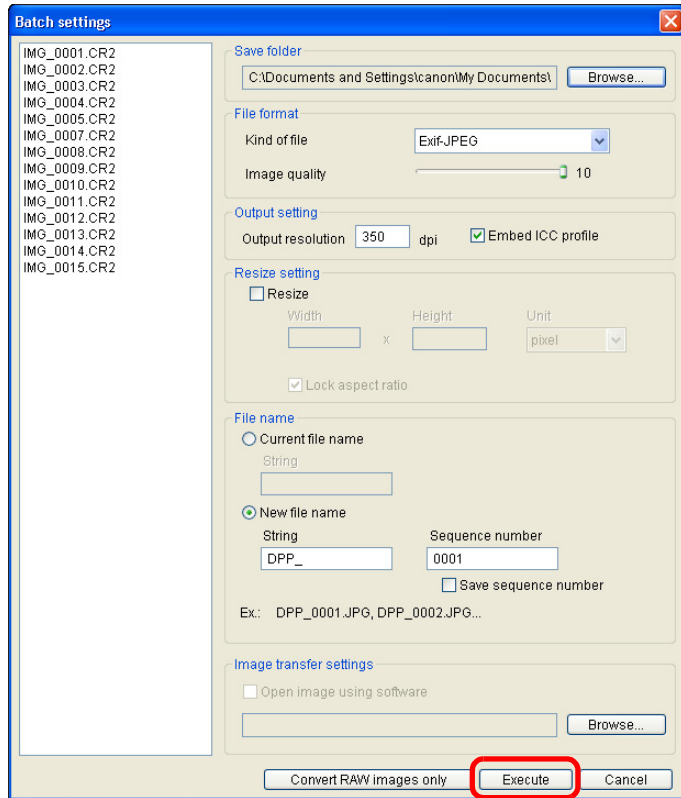 Batch settings
IMG_0001.CR2
IMG_0002.CR2
IMG_0003.CR2
IMG_0004.CR2
IMG_0005.CR2
IMG_0007.CR2
IMG_0008.CR2
IMG_0009.CR2
IMG_0010.CR2
IMG_0011.CR2
IMG_0012.CR2
IMG_0013.CR2
IMG_0014.CR2
IMG_0015.CR2
Save folder
C:\Documents and Settings\canon\My Documents\ Browse...
File format
Kind of file Exif-JPEG
Image quality 10
Output setting
Output resolution 350 dpi Embed ICC profile
Resize setting
Resize
Width Height Unit
x pixel
Lock aspect ratio
File name
Current file name
String
New file name
String Sequence number
DPP_ 0001
Save sequence number
Ex.: DPP_0001.JPG, DPP_0002.JPG...
Image transfer settings
Open image using software
Browse...
Convert RAW images only Execute Cancel